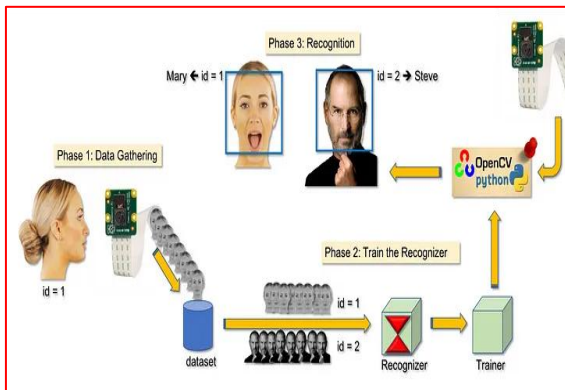 Phase 3: Recognition
Mary ← id = 1
id = 2 → Steve
Phase 1: Data Gathering
OpenCV
python
id = 1
Phase 2: Train the Recognizer
dataset
id = 1
id = 2
Recognizer
Trainer